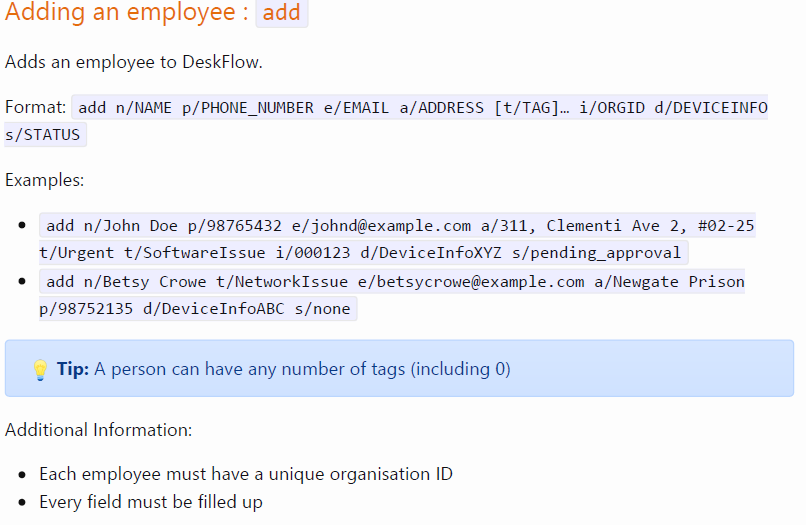 Adding an employee : add
Adds an employee to DeskFlow.
Format: add n/NAME p/PHONE_NUMBER e/EMAIL a/ADDRESS [t/TAG]… i/ORGID d/DEVICEINFO
s/STATUS
Examples:
• add n/John Doe p/98765432 e/johnd@example.com a/311, Clementi Ave 2, #02-25
t/Urgent t/SoftwareIssue i/000123 d/DeviceInfoXYZ s/pending_approval
• add n/Betsy Crowe t/NetworkIssue e/betsycrowe@example.com a/Newgate Prison
p/98752135 d/DeviceInfoABC s/none
💡 Tip: A person can have any number of tags (including 0)
Additional Information:
• Each employee must have a unique organisation ID
• Every field must be filled up